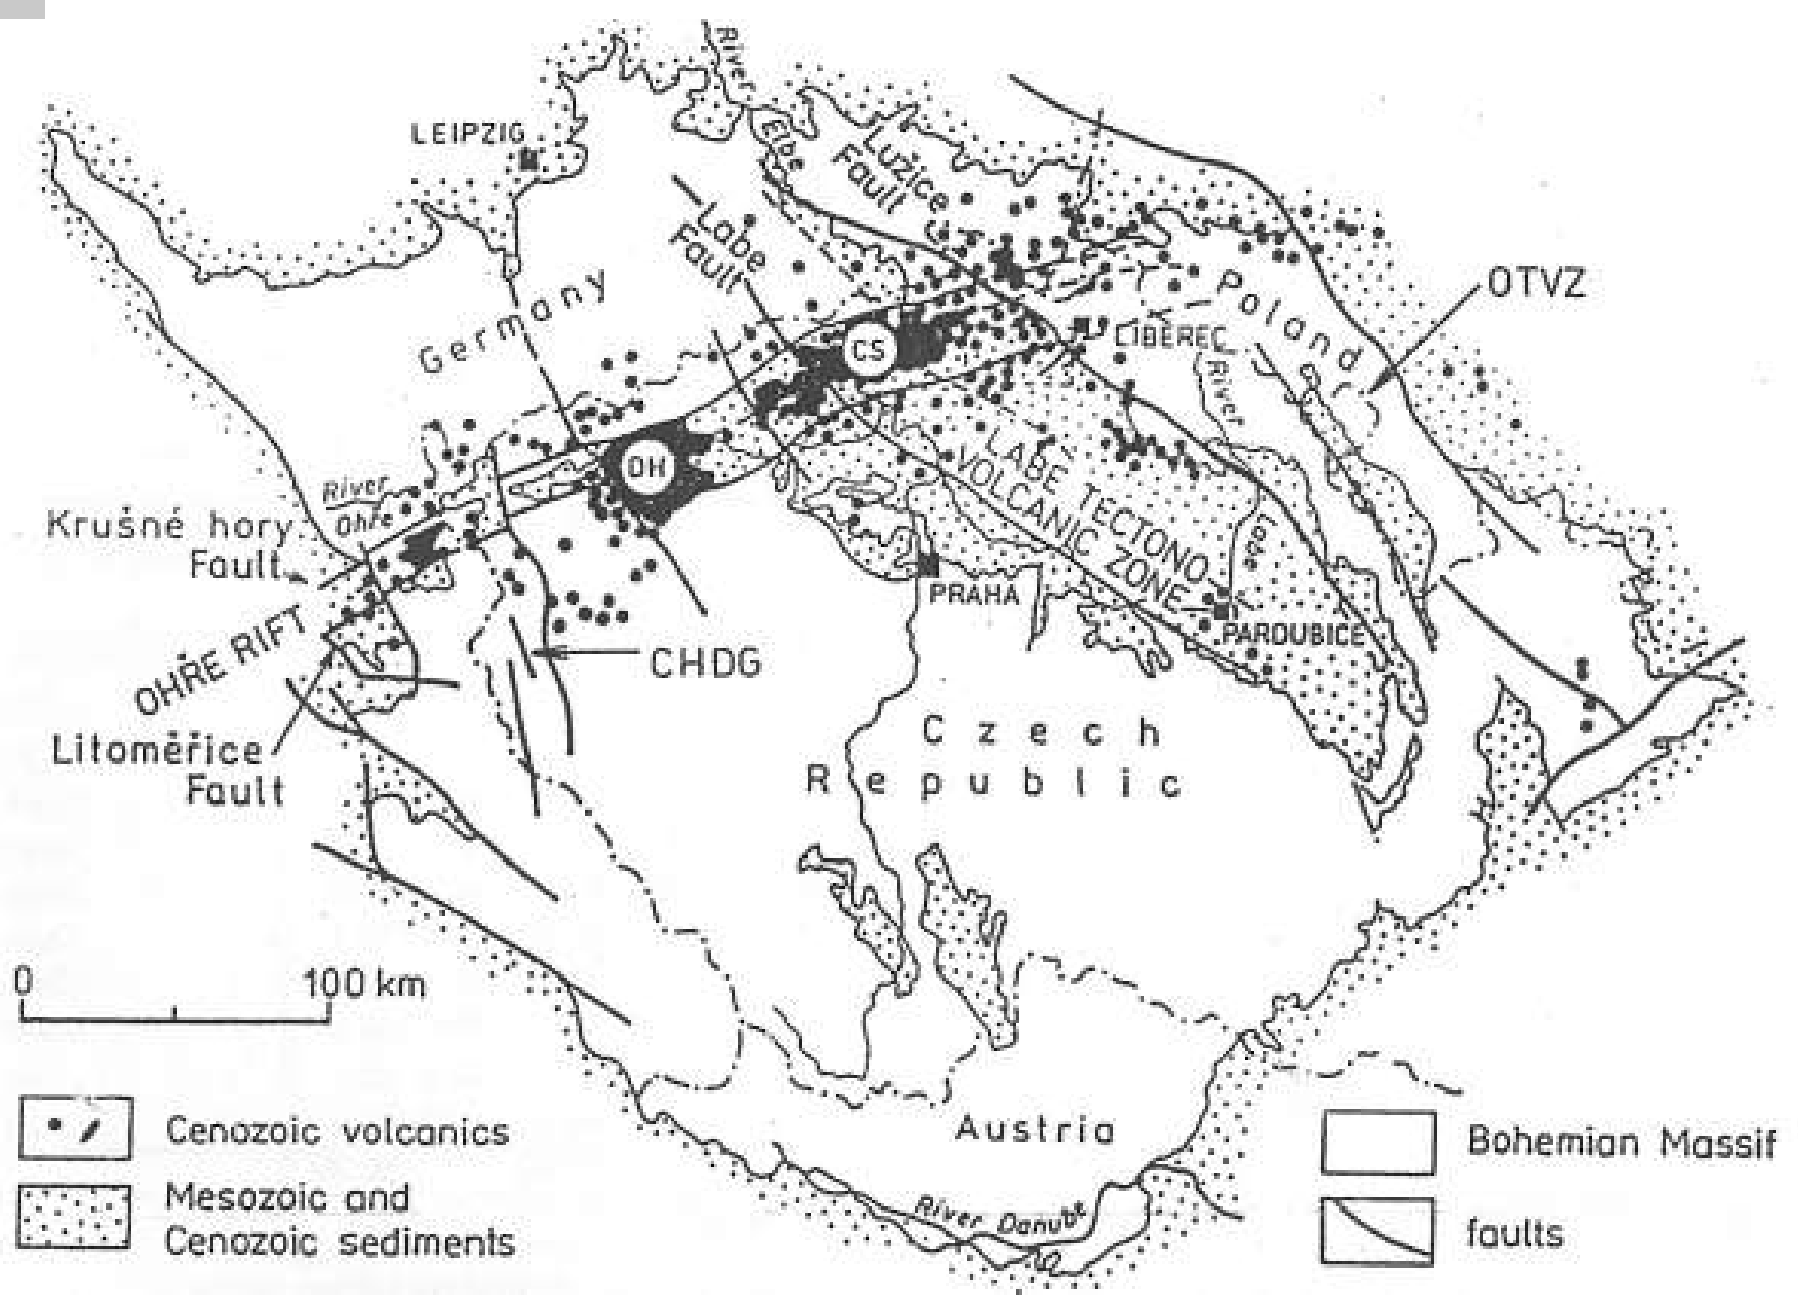 River
Elbe
LEIPZIG
Lužice
Fault
Labe
Fault
Germany
Poland
OTVZ
CS
LIBEREC
River
DH
LABE TECTONO-
VOLCANIC ZONE
River
Ohře
Labe
Krušné hory
Fault
PRAHA
PARDUBICE
OHŘE RIFT
CHDG
Litoměřice
Fault
Czech
Republic
0 100 km
Austria
River Danube
Cenozoic volcanics
Mesozoic and
Cenozoic sediments
Bohemian Massif
faults